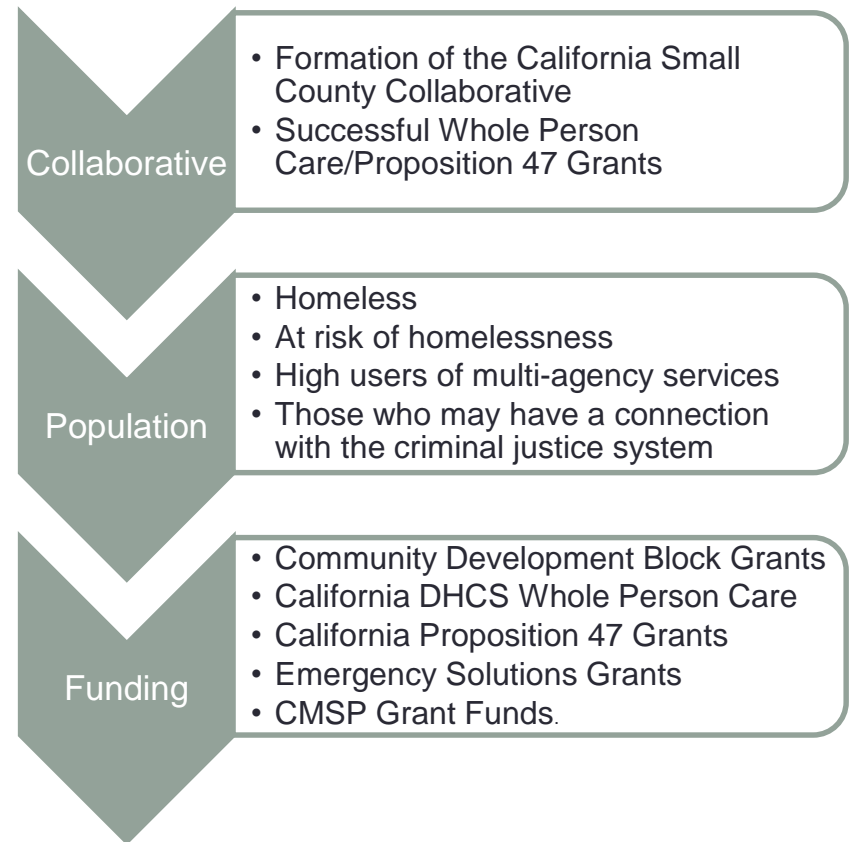 Collaborative
• Formation of the California Small
County Collaborative
• Successful Whole Person
Care/Proposition 47 Grants
Population
• Homeless
• At risk of homelessness
• High users of multi-agency services
• Those who may have a connection
with the criminal justice system
Funding
• Community Development Block Grants
• California DHCS Whole Person Care
• California Proposition 47 Grants
• Emergency Solutions Grants
• CMSP Grant Funds.